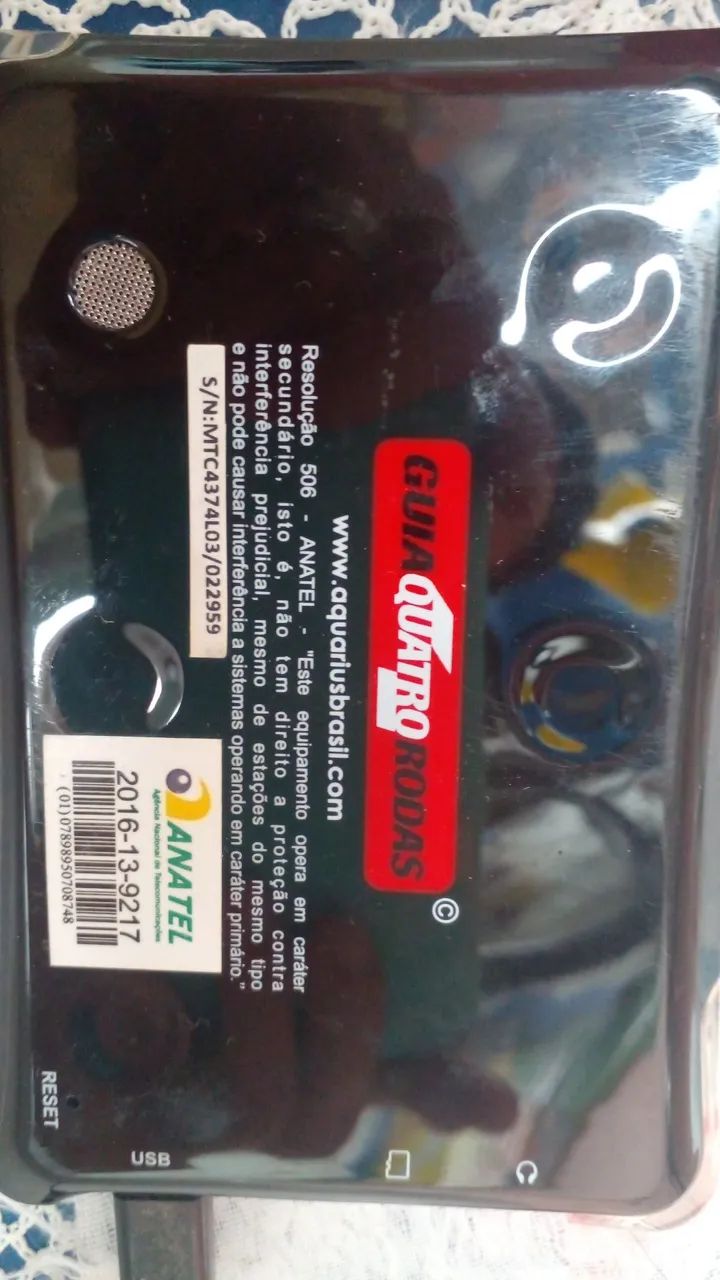 GUIA QUATRO RODAS ©
www.aquariusbrasil.com
Resolução 506 - ANATEL - "Este equipamento opera em caráter
secundário, isto é, não tem direito a proteção contra
interferência prejudicial, mesmo de estações do mesmo tipo
e não pode causar interferência a sistemas operando em caráter primário."
S/N:MTC4374L03/022959
ANATEL
Agência Nacional de Telecomunicações
2016-13-9217
(01)07898950708748
RESET
USB